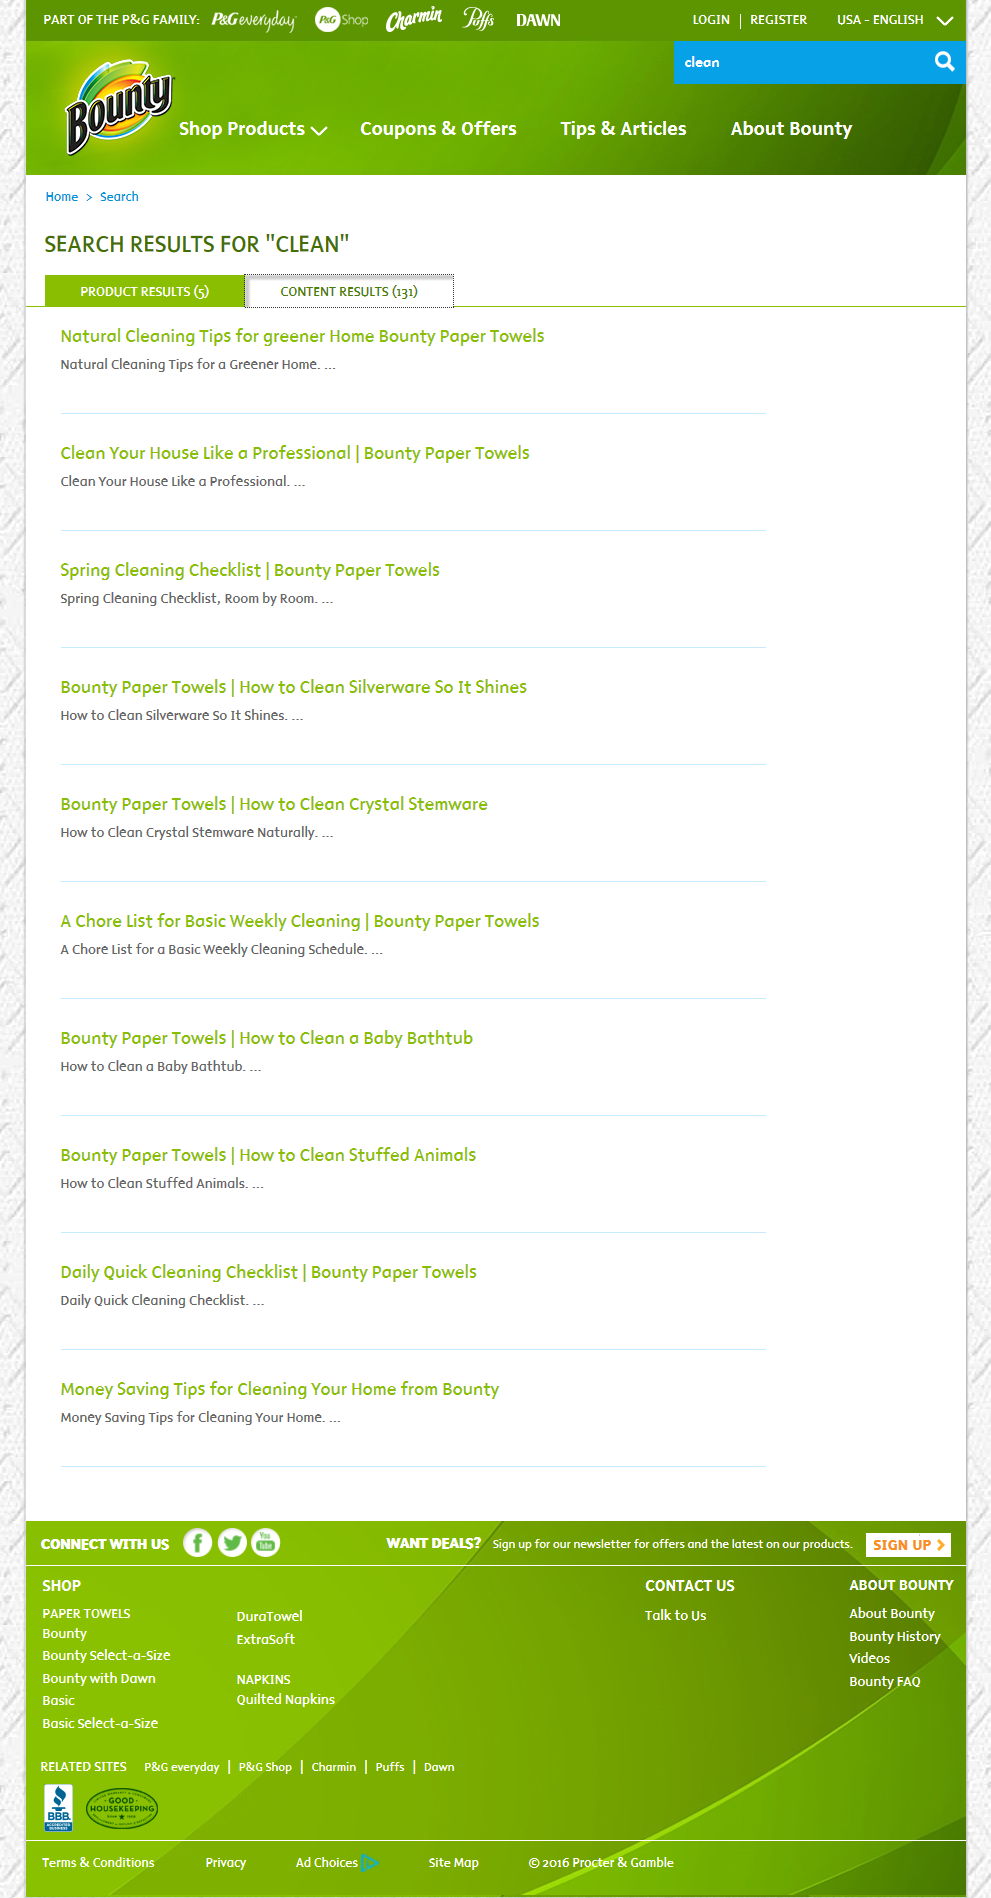 PART OF THE P&G FAMILY: P&G everyday P&G Shop Charmin Puffs DAWN LOGIN | REGISTER USA - ENGLISH
clean
Bounty
Shop Products Coupons & Offers Tips & Articles About Bounty
Home > Search
SEARCH RESULTS FOR "CLEAN"
PRODUCT RESULTS (5) CONTENT RESULTS (131)
Natural Cleaning Tips for greener Home Bounty Paper Towels
Natural Cleaning Tips for a Greener Home. ...
Clean Your House Like a Professional | Bounty Paper Towels
Clean Your House Like a Professional. ...
Spring Cleaning Checklist | Bounty Paper Towels
Spring Cleaning Checklist, Room by Room. ...
Bounty Paper Towels | How to Clean Silverware So It Shines
How to Clean Silverware So It Shines. ...
Bounty Paper Towels | How to Clean Crystal Stemware
How to Clean Crystal Stemware Naturally. ...
A Chore List for Basic Weekly Cleaning | Bounty Paper Towels
A Chore List for a Basic Weekly Cleaning Schedule. ...
Bounty Paper Towels | How to Clean a Baby Bathtub
How to Clean a Baby Bathtub. ...
Bounty Paper Towels | How to Clean Stuffed Animals
How to Clean Stuffed Animals. ...
Daily Quick Cleaning Checklist | Bounty Paper Towels
Daily Quick Cleaning Checklist. ...
Money Saving Tips for Cleaning Your Home from Bounty
Money Saving Tips for Cleaning Your Home. ...
CONNECT WITH US f You Tube WANT DEALS? Sign up for our newsletter for offers and the latest on our products. SIGN UP >
SHOP
PAPER TOWELS
Bounty
Bounty Select-a-Size
Bounty with Dawn
Basic
Basic Select-a-Size
DuraTowel
ExtraSoft
NAPKINS
Quilted Napkins
CONTACT US
Talk to Us
ABOUT BOUNTY
About Bounty
Bounty History
Videos
Bounty FAQ
RELATED SITES P&G everyday | P&G Shop | Charmin | Puffs | Dawn
BBB.
ACCREDITED
BUSINESS
GOOD
HOUSEKEEPING
Terms & Conditions Privacy Ad Choices Site Map © 2016 Procter & Gamble